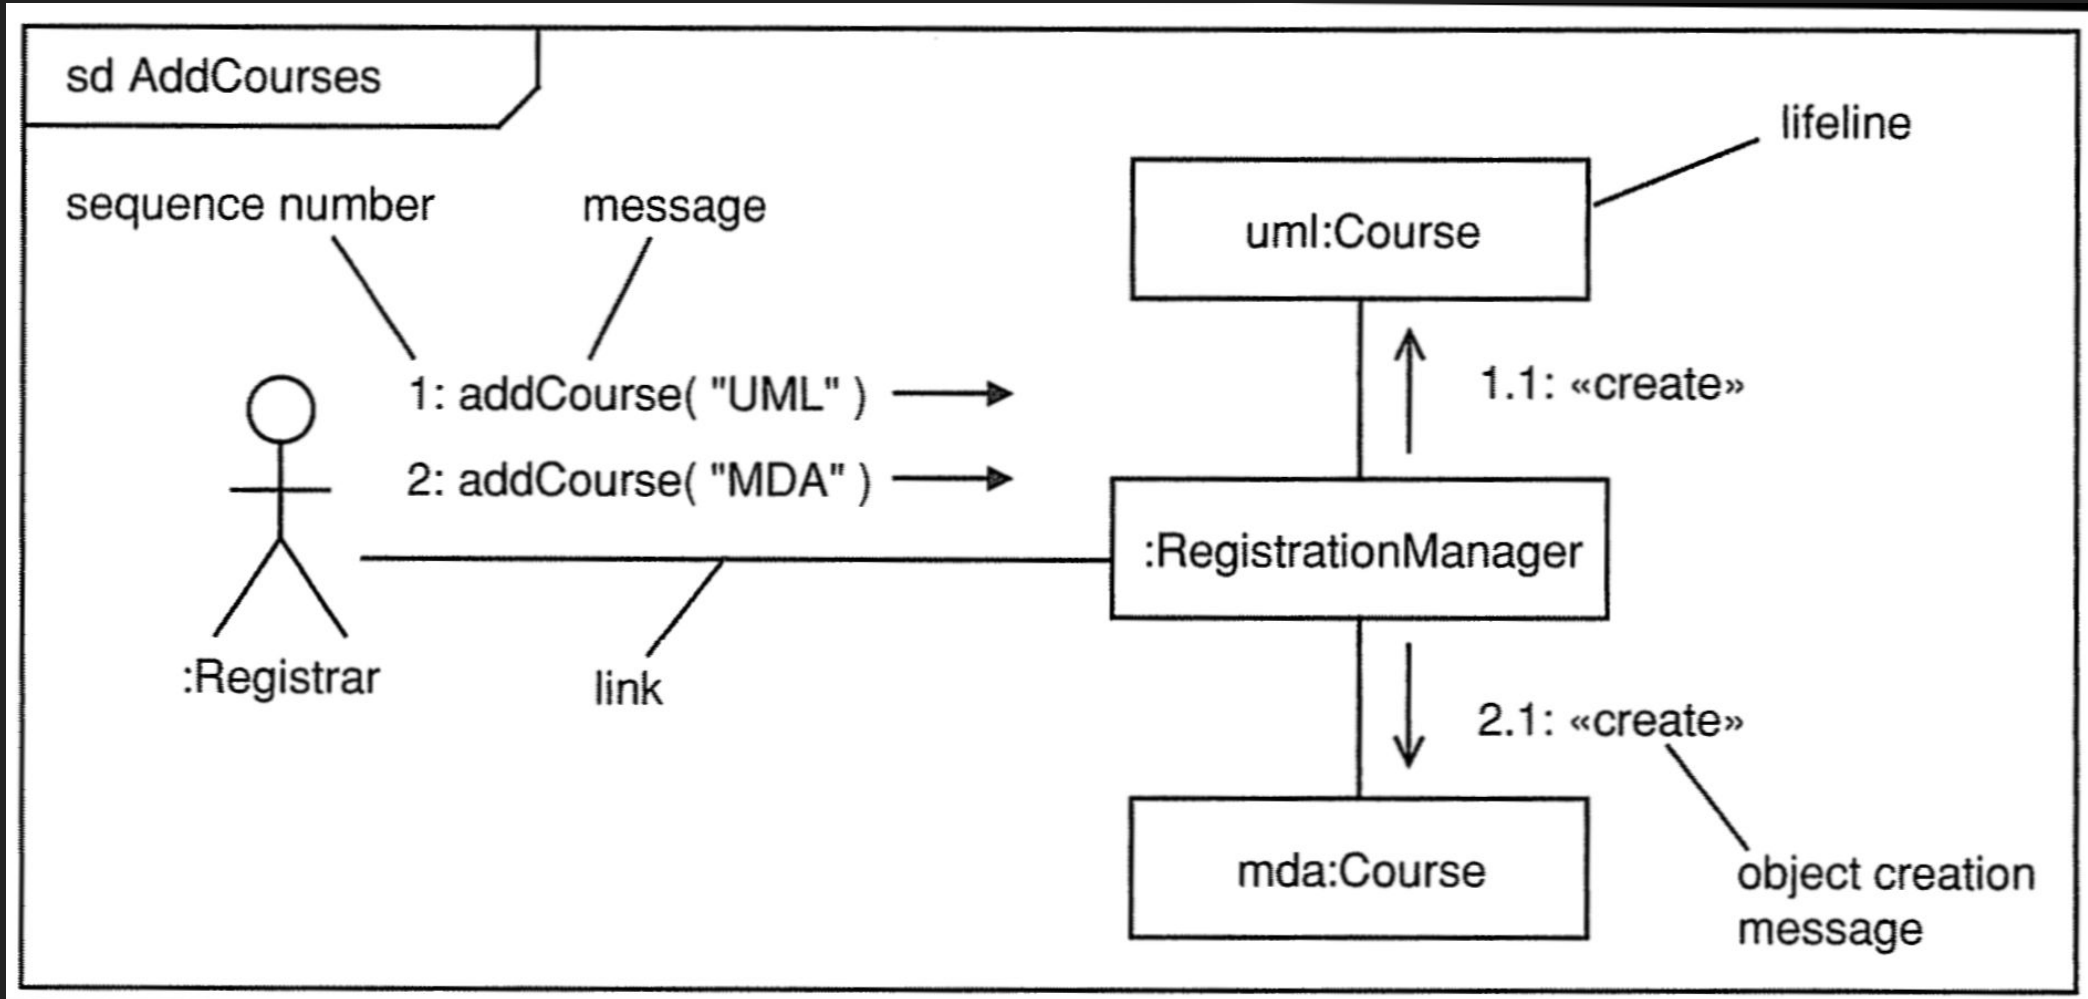 sd AddCourses
lifeline
sequence number
message
uml:Course
1: addCourse( "UML" )
1.1: «create»
2: addCourse( "MDA" )
:RegistrationManager
:Registrar
link
2.1: «create»
mda:Course
object creation
message